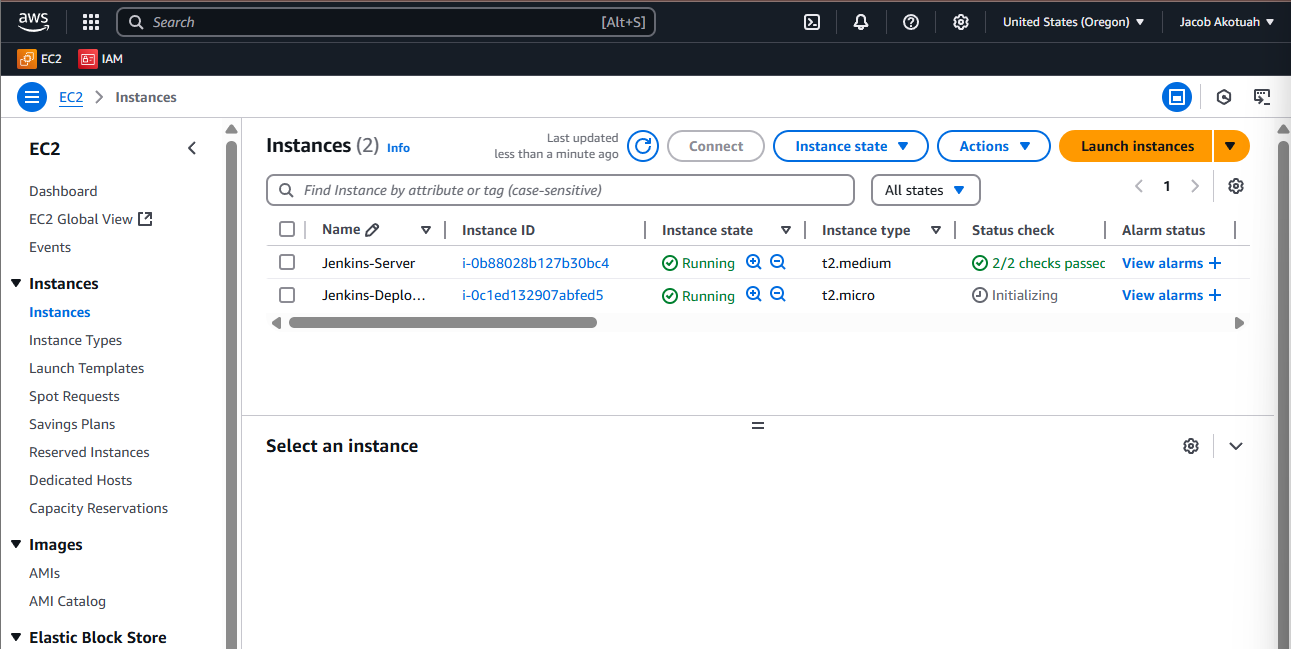 aws Search [Alt+S] United States (Oregon) Jacob Akotuah
EC2 IAM
EC2 Instances
EC2
Dashboard
EC2 Global View
Events
Instances
Instances
Instance Types
Launch Templates
Spot Requests
Savings Plans
Reserved Instances
Dedicated Hosts
Capacity Reservations
Images
AMIs
AMI Catalog
Elastic Block Store
Instances (2) Info
Last updated
less than a minute ago
Connect Instance state Actions Launch instances
Find Instance by attribute or tag (case-sensitive) All states 1
Name Instance ID Instance state Instance type Status check Alarm status
Jenkins-Server i-0b88028b127b30bc4 Running t2.medium 2/2 checks passec View alarms +
Jenkins-Deplo... i-0c1ed132907abfed5 Running t2.micro Initializing View alarms +
Select an instance